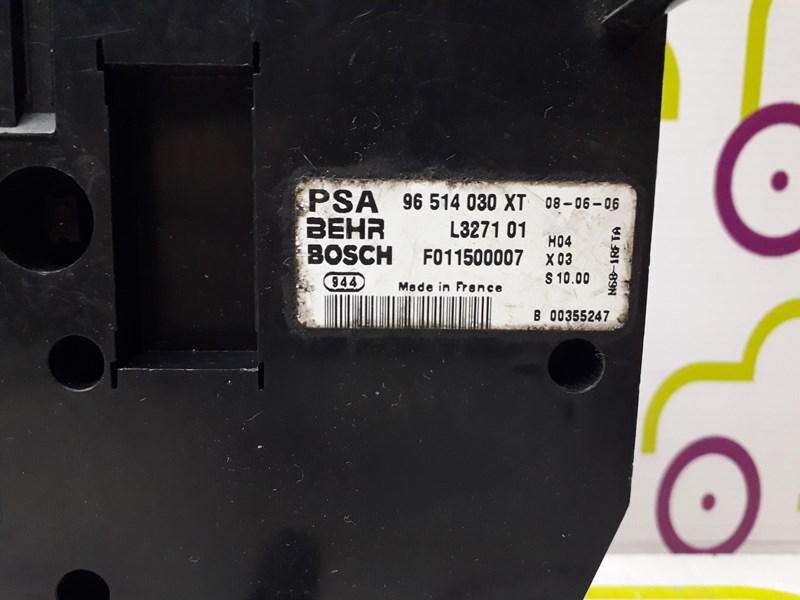 PSA 96 514 030 XT 08-06-06
BEHR L3271 01 H04
BOSCH F011500007 X 03
944 Made in France S 10.00
B 00355247
N68-1RFTA